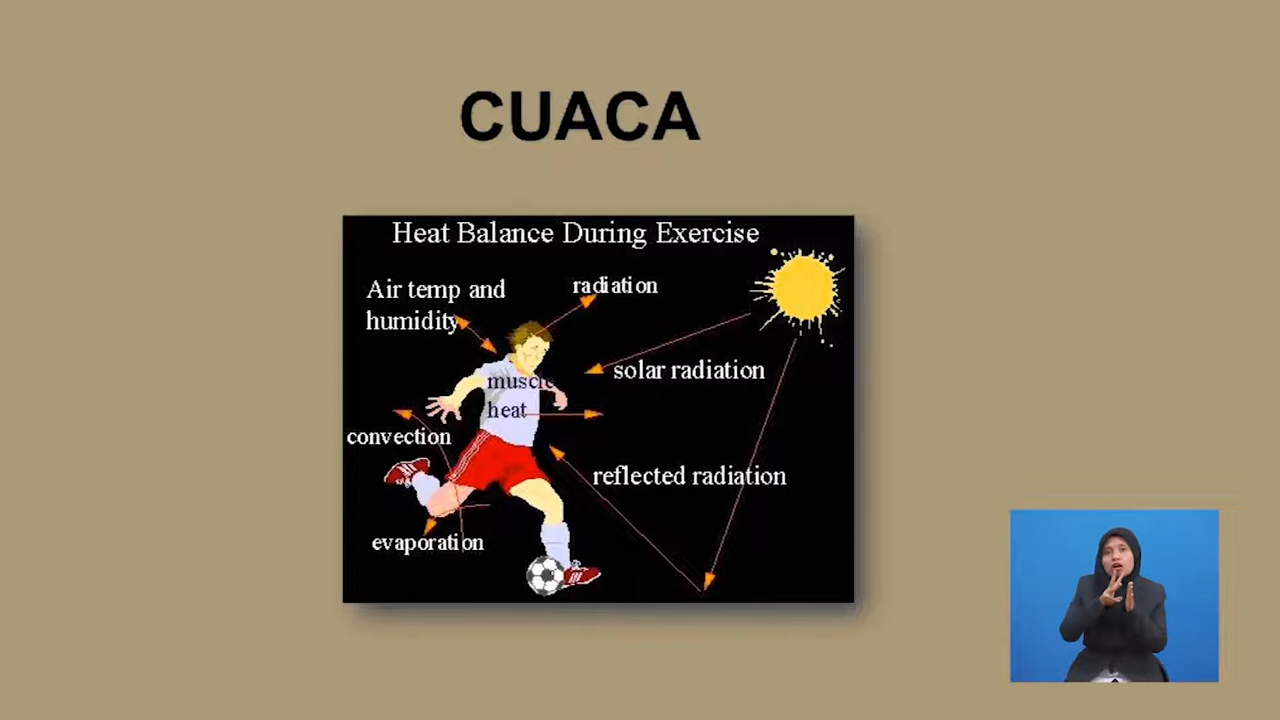 CUACA
Heat Balance During Exercise
Air temp and
humidity
radiation
solar radiation
muscle
heat
convection
reflected radiation
evaporation